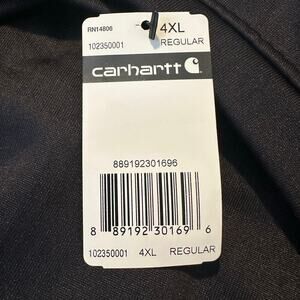 RN14806 4XL
102350001 REGULAR
carhartt
889192301696
8 89192 30169 6
102350001 4XL REGULAR